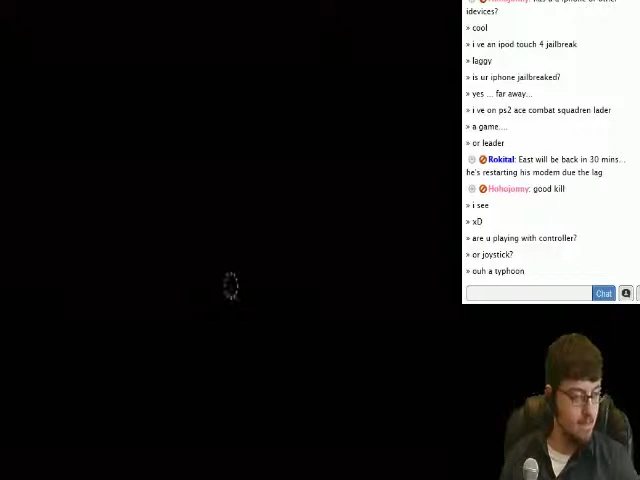 idevices?
» cool
» i ve an ipod touch 4 jailbreak
» laggy
» is ur iphone jailbreaked?
» yes ... far away...
» i ve on ps2 ace combat squadren lader
» a game....
» or leader
Rokital: East will be back in 30 mins...
he's restarting his modem due the lag
Hohojonny: good kill
» i see
» xD
» are u playing with controller?
» or joystick?
» ouh a typhoon
Chat